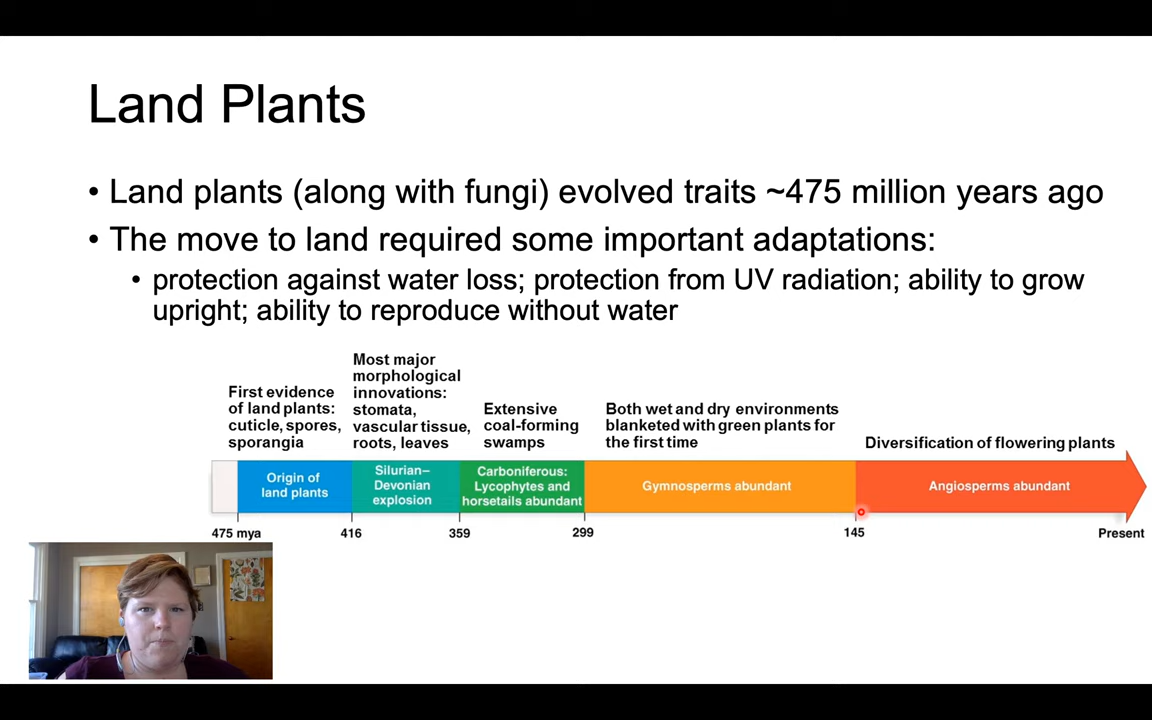 Land Plants
• Land plants (along with fungi) evolved traits ~475 million years ago
• The move to land required some important adaptations:
• protection against water loss; protection from UV radiation; ability to grow
upright; ability to reproduce without water
First evidence
of land plants:
cuticle, spores,
sporangia
Most major
morphological
innovations:
stomata,
vascular tissue,
roots, leaves
Extensive
coal-forming
swamps
Both wet and dry environments
blanketed with green plants for
the first time
Diversification of flowering plants
Origin of
land plants
Silurian–
Devonian
explosion
Carboniferous:
Lycophytes and
horsetails abundant
Gymnosperms abundant
Angiosperms abundant
475 mya
416
359
299
145
Present